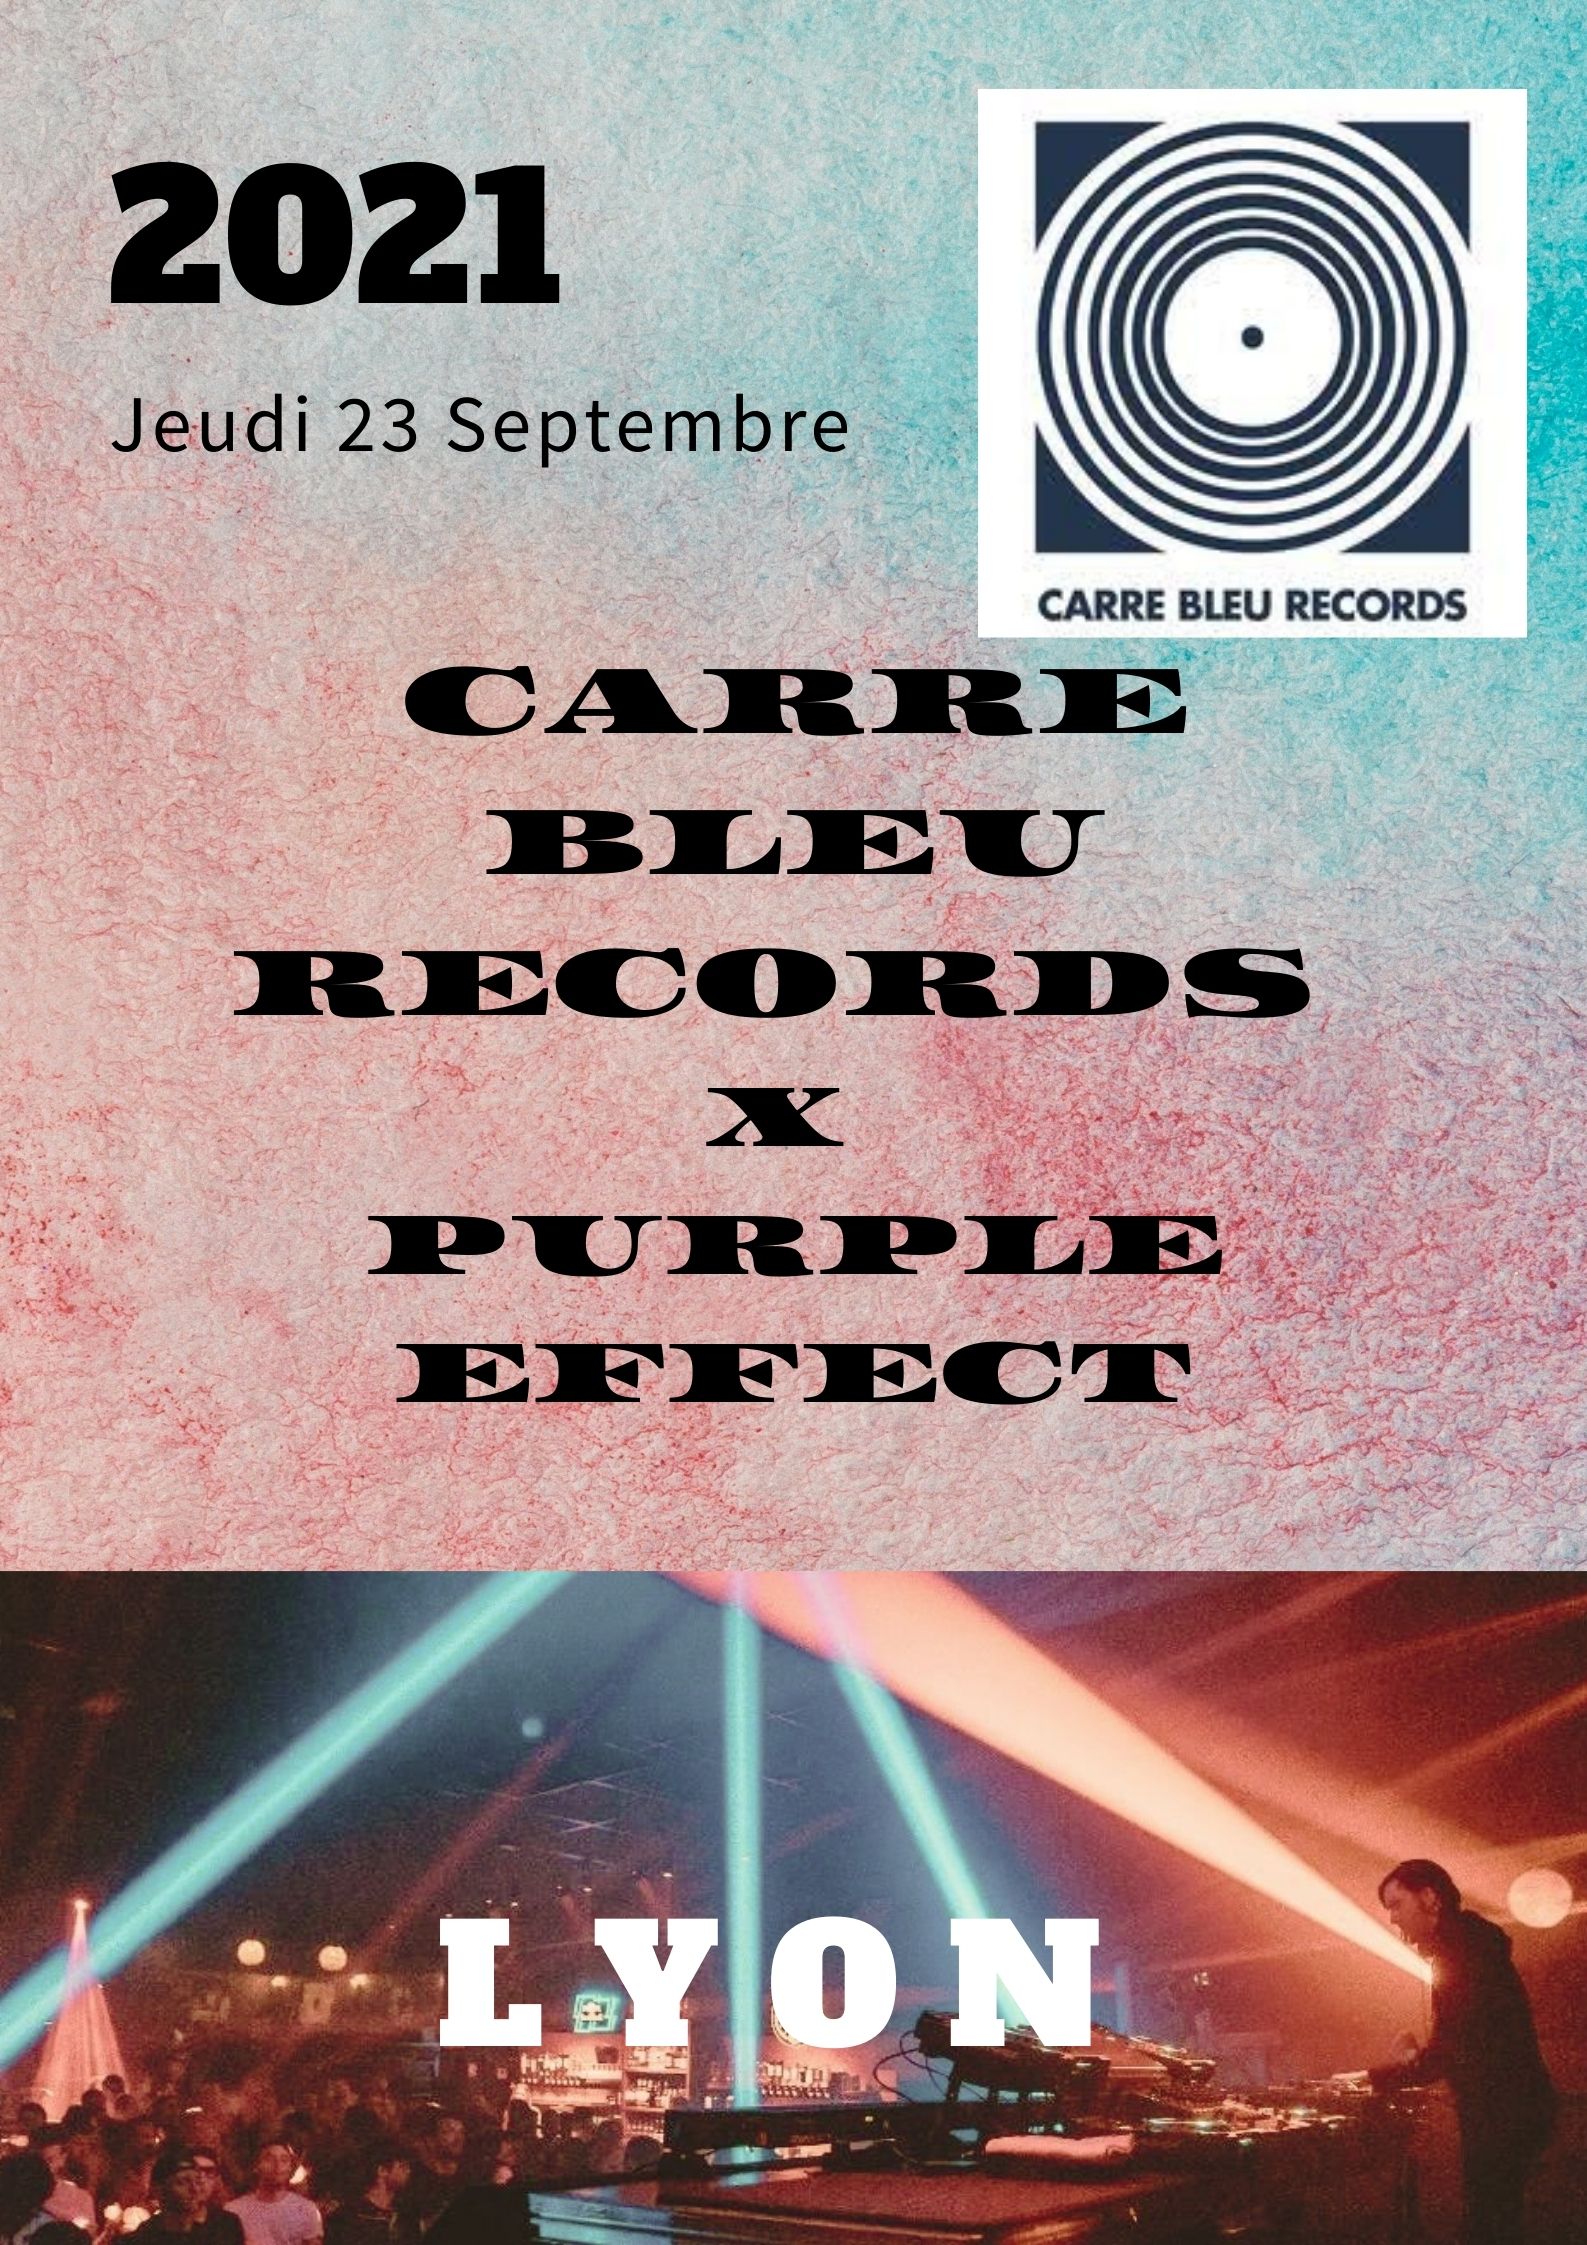 2021
Jeudi 23 Septembre
CARRE BLEU RECORDS
CARRE
BLEU
RECORDS
X
PURPLE
EFFECT
LYON